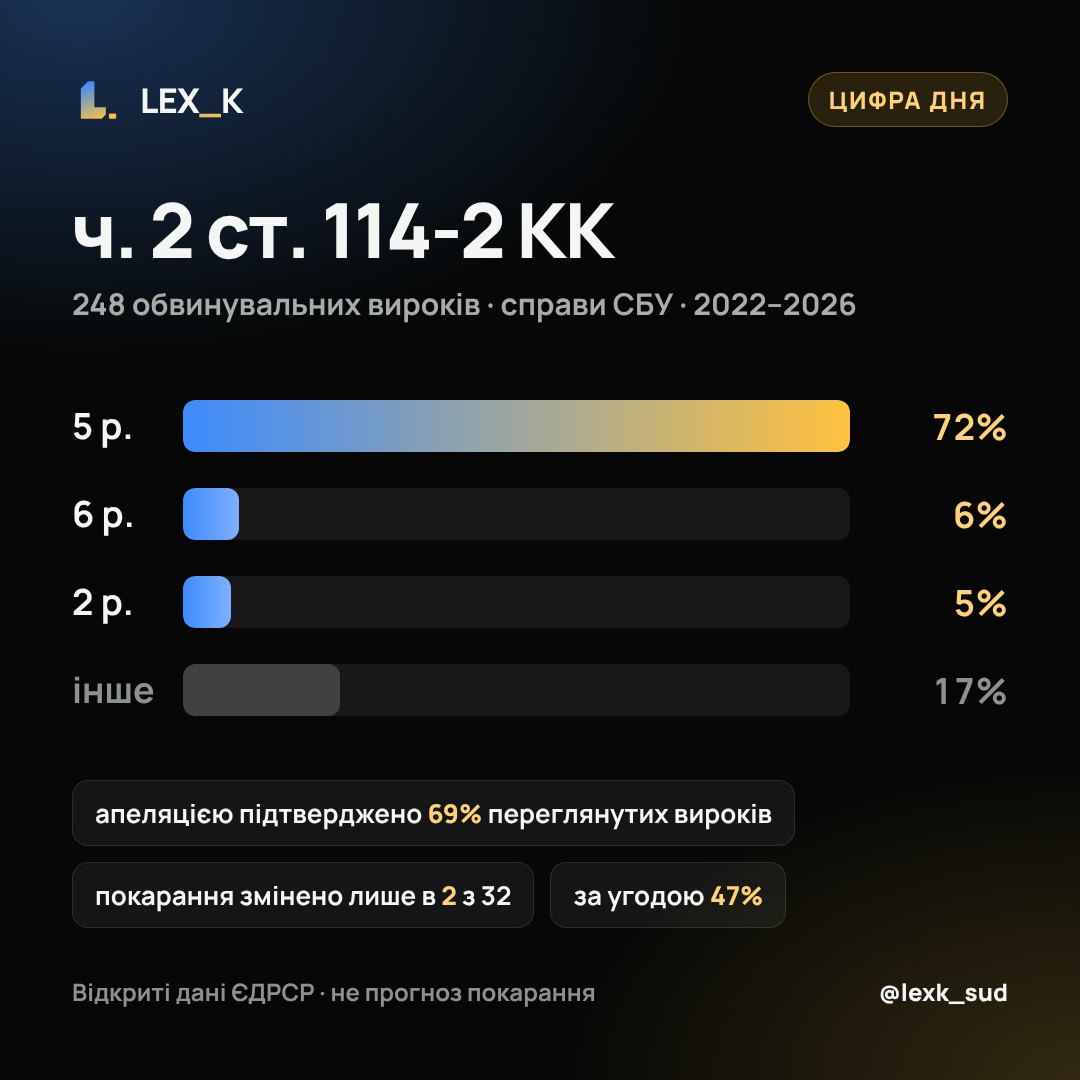 LEX_K
ЦИФРА ДНЯ
ч. 2 ст. 114-2 КК
248 обвинувальних вироків · справи СБУ · 2022–2026
5 р. 72%
6 р. 6%
2 р. 5%
інше 17%
апеляцією підтверджено 69% переглянутих вироків
покарання змінено лише в 2 з 32
за угодою 47%
Відкриті дані ЄДРСР · не прогноз покарання
@lexk_sud